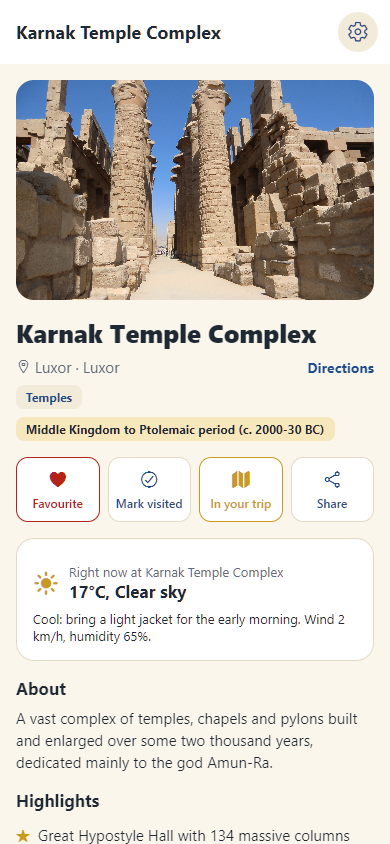 Karnak Temple Complex
Karnak Temple Complex
Luxor · Luxor
Directions
Temples
Middle Kingdom to Ptolemaic period (c. 2000-30 BC)
Favourite
Mark visited
In your trip
Share
Right now at Karnak Temple Complex
17°C, Clear sky
Cool: bring a light jacket for the early morning. Wind 2
km/h, humidity 65%.
About
A vast complex of temples, chapels and pylons built
and enlarged over some two thousand years,
dedicated mainly to the god Amun-Ra.
Highlights
Great Hypostyle Hall with 134 massive columns